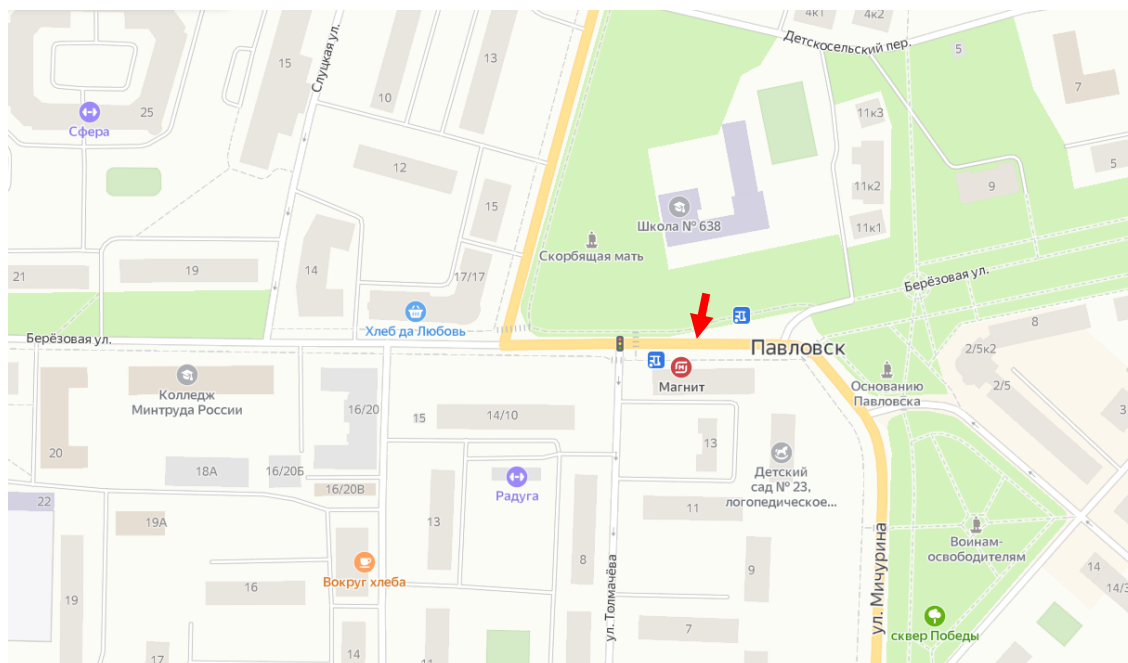 4к1
4к2
Детскосельский пер.
5
7
Слуцкая ул.
15
13
10
25
Сфера
11к3
12
5
11к2
9
15
Школа № 638
11к1
Скорбящая мать
21
19
14
17/17
Берёзовая ул.
Хлеб да Любовь
Берёзовая ул.
Павловск
8
2/5к2
Магнит
Основанию
Павловска
2/5
Колледж
Минтруда России
16/20
15
14/10
3
13
20
18А
16/20Б
Детский
сад № 23,
логопедическое...
16/20В
Радуга
22
19А
13
11
Воинам-
освободителям
Вокруг хлеба
8
9
14
14/3
16
19
ул. Толмачёва
ул. Мичурина
7
сквер Победы
17
14
11